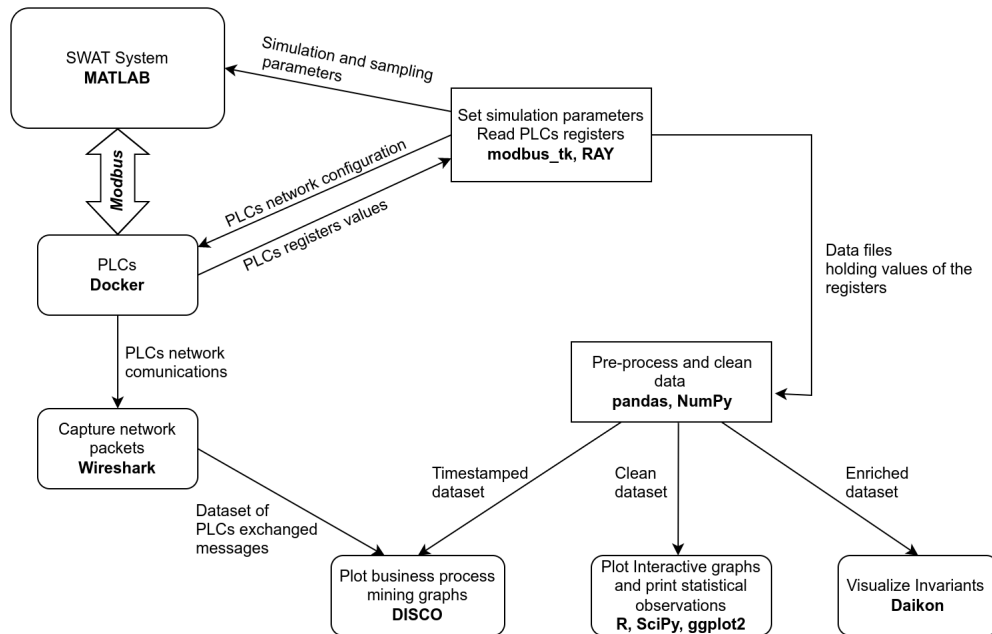 SWAT System
MATLAB
Simulation and sampling
parameters
Set simulation parameters
Read PLCs registers
modbus_tk, RAY
Modbus
PLCs network configuration
PLCs registers values
PLCs
Docker
Data files
holding values of the
registers
PLCs network
comunications
Pre-process and clean
data
pandas, NumPy
Capture network
packets
Wireshark
Timestamped
dataset
Clean
dataset
Enriched
dataset
Dataset of
PLCs exchanged
messages
Plot business process
mining graphs
DISCO
Plot Interactive graphs
and print statistical
observations
R, SciPy, ggplot2
Visualize Invariants
Daikon